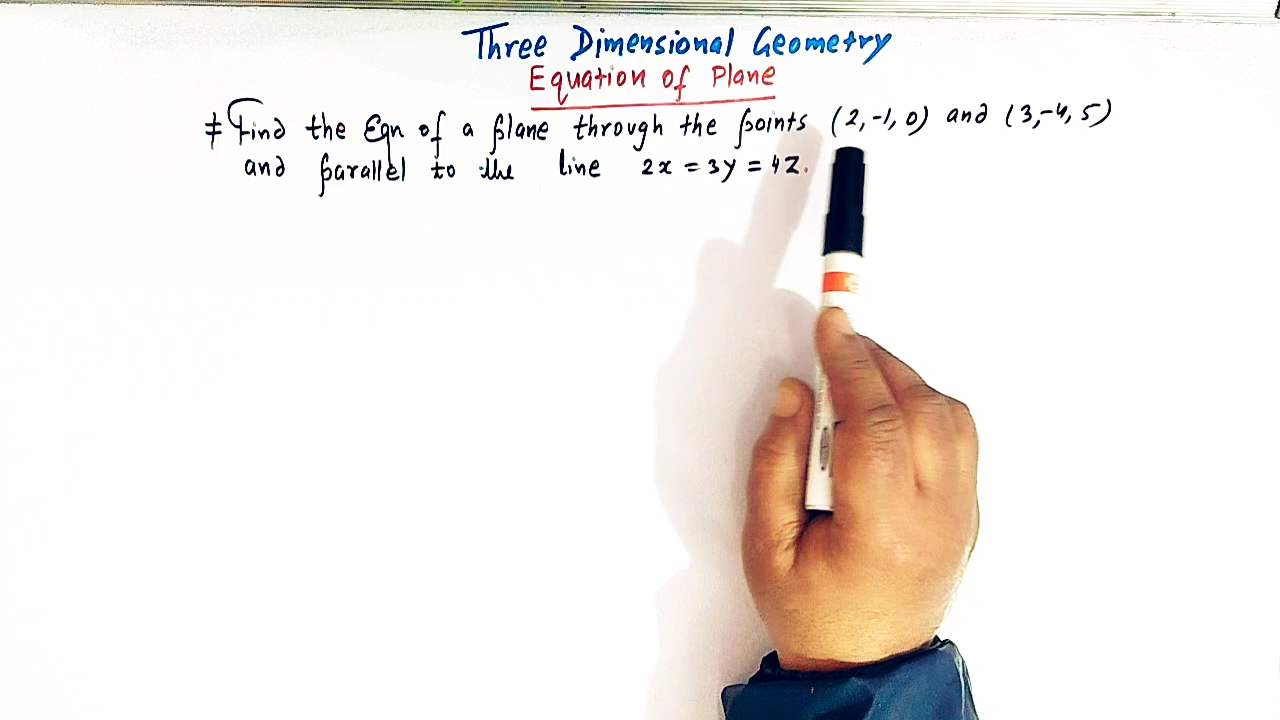 Three Dimensional Geometry
Equation of Plane
≠ Find the Eqn of a plane through the points (2,-1,0) and (3,-4,5)
and parallel to the line 2x = 3y = 4z.